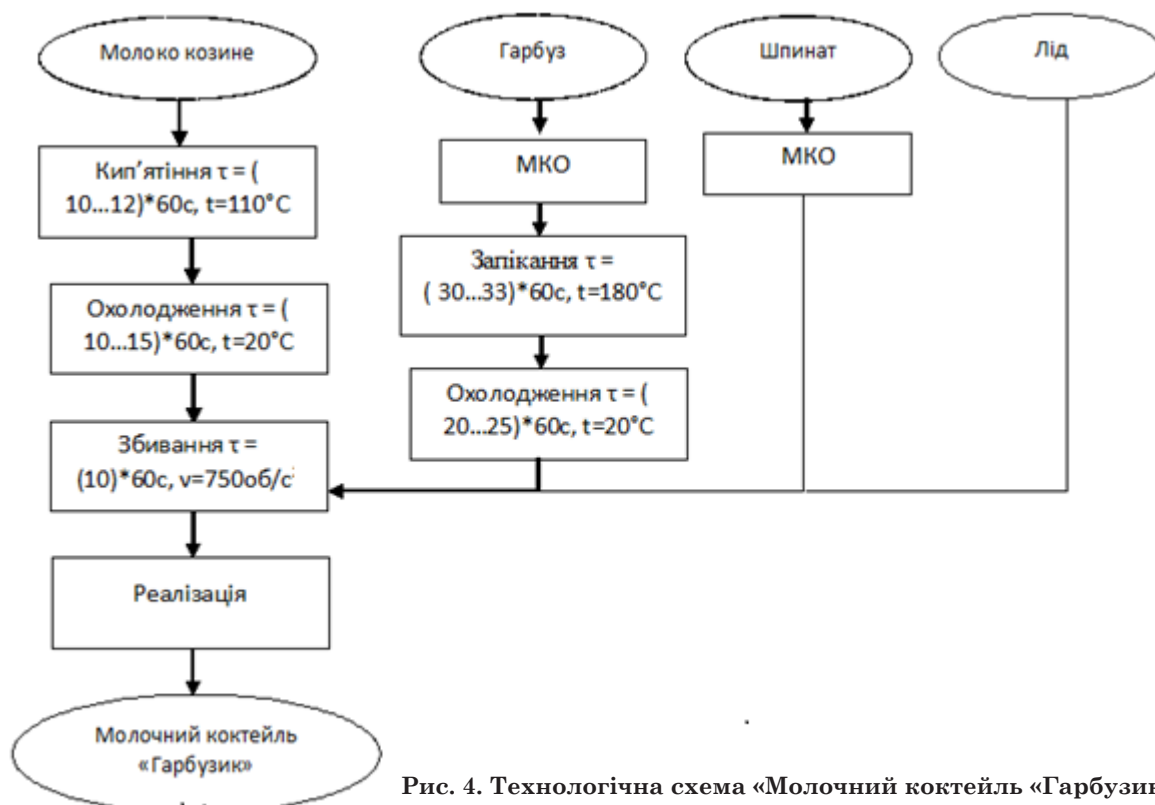 Молоко козине
Гарбуз
Шпинат
Лід
Кип’ятіння τ = (
10...12)*60с, t=110°C
МКО
МКО
Запікання τ =
( 30...33)*60с, t=180°C
Охолодження τ = (
10...15)*60с, t=20°C
Охолодження τ = (
20...25)*60с, t=20°C
Збивання τ =
(10)*60с, v=750об/с
Реалізація
Молочний коктейль
«Гарбузик»
Рис. 4. Технологічна схема «Молочний коктейль «Гарбузик